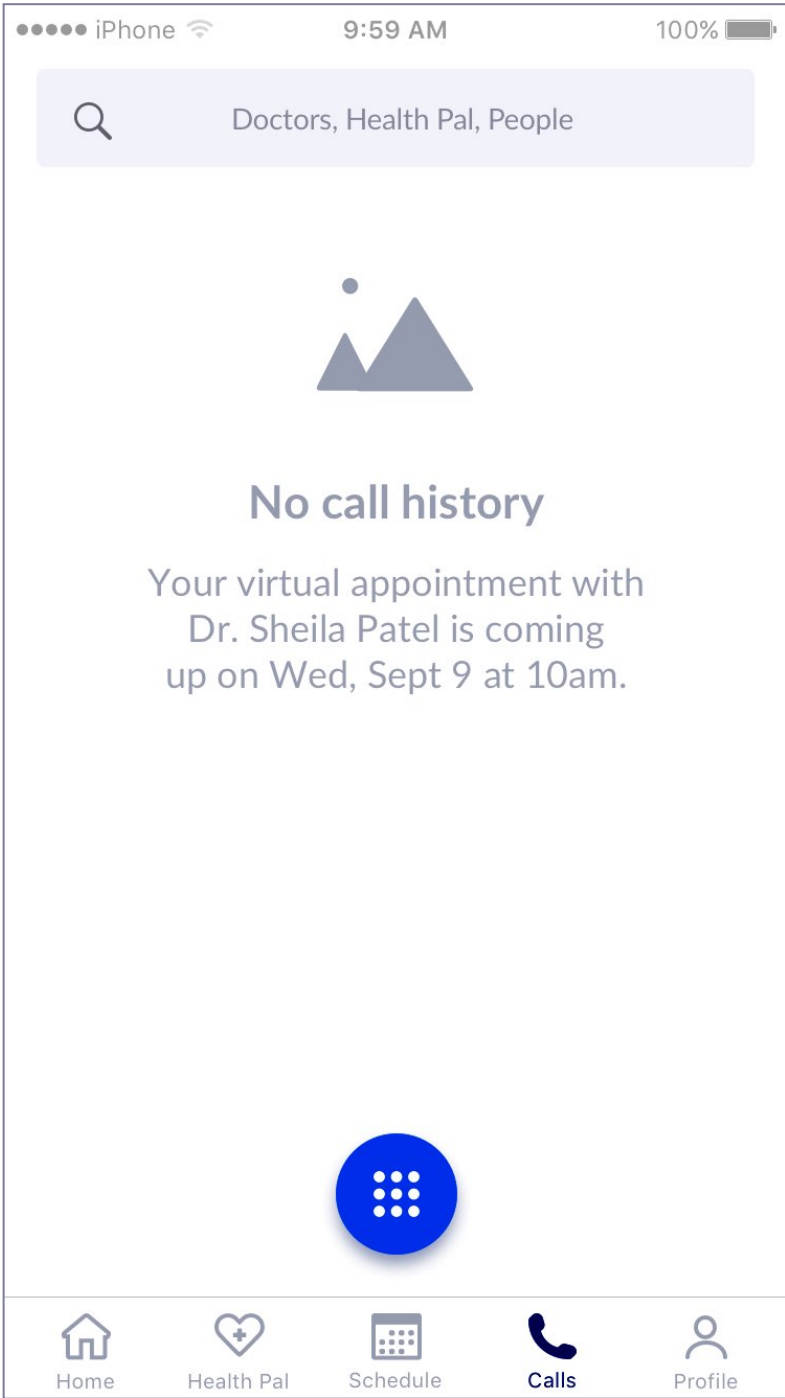 iPhone 9:59 AM 100%
Doctors, Health Pal, People
No call history
Your virtual appointment with
Dr. Sheila Patel is coming
up on Wed, Sept 9 at 10am.
Home Health Pal Schedule Calls Profile